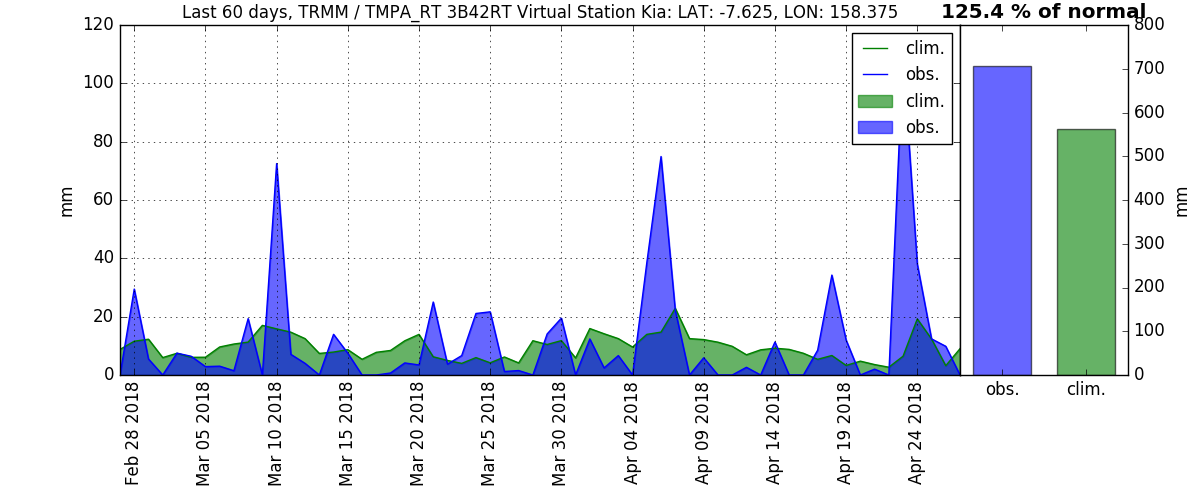 Last 60 days, TRMM / TMPA_RT 3B42RT Virtual Station Kia: LAT: -7.625, LON: 158.375
125.4 % of normal
120
100
80
60
40
20
0
mm
clim.
obs.
clim.
obs.
Feb 28 2018
Mar 05 2018
Mar 10 2018
Mar 15 2018
Mar 20 2018
Mar 25 2018
Mar 30 2018
Apr 04 2018
Apr 09 2018
Apr 14 2018
Apr 19 2018
Apr 24 2018
800
700
600
500
400
300
200
100
0
mm
obs.
clim.